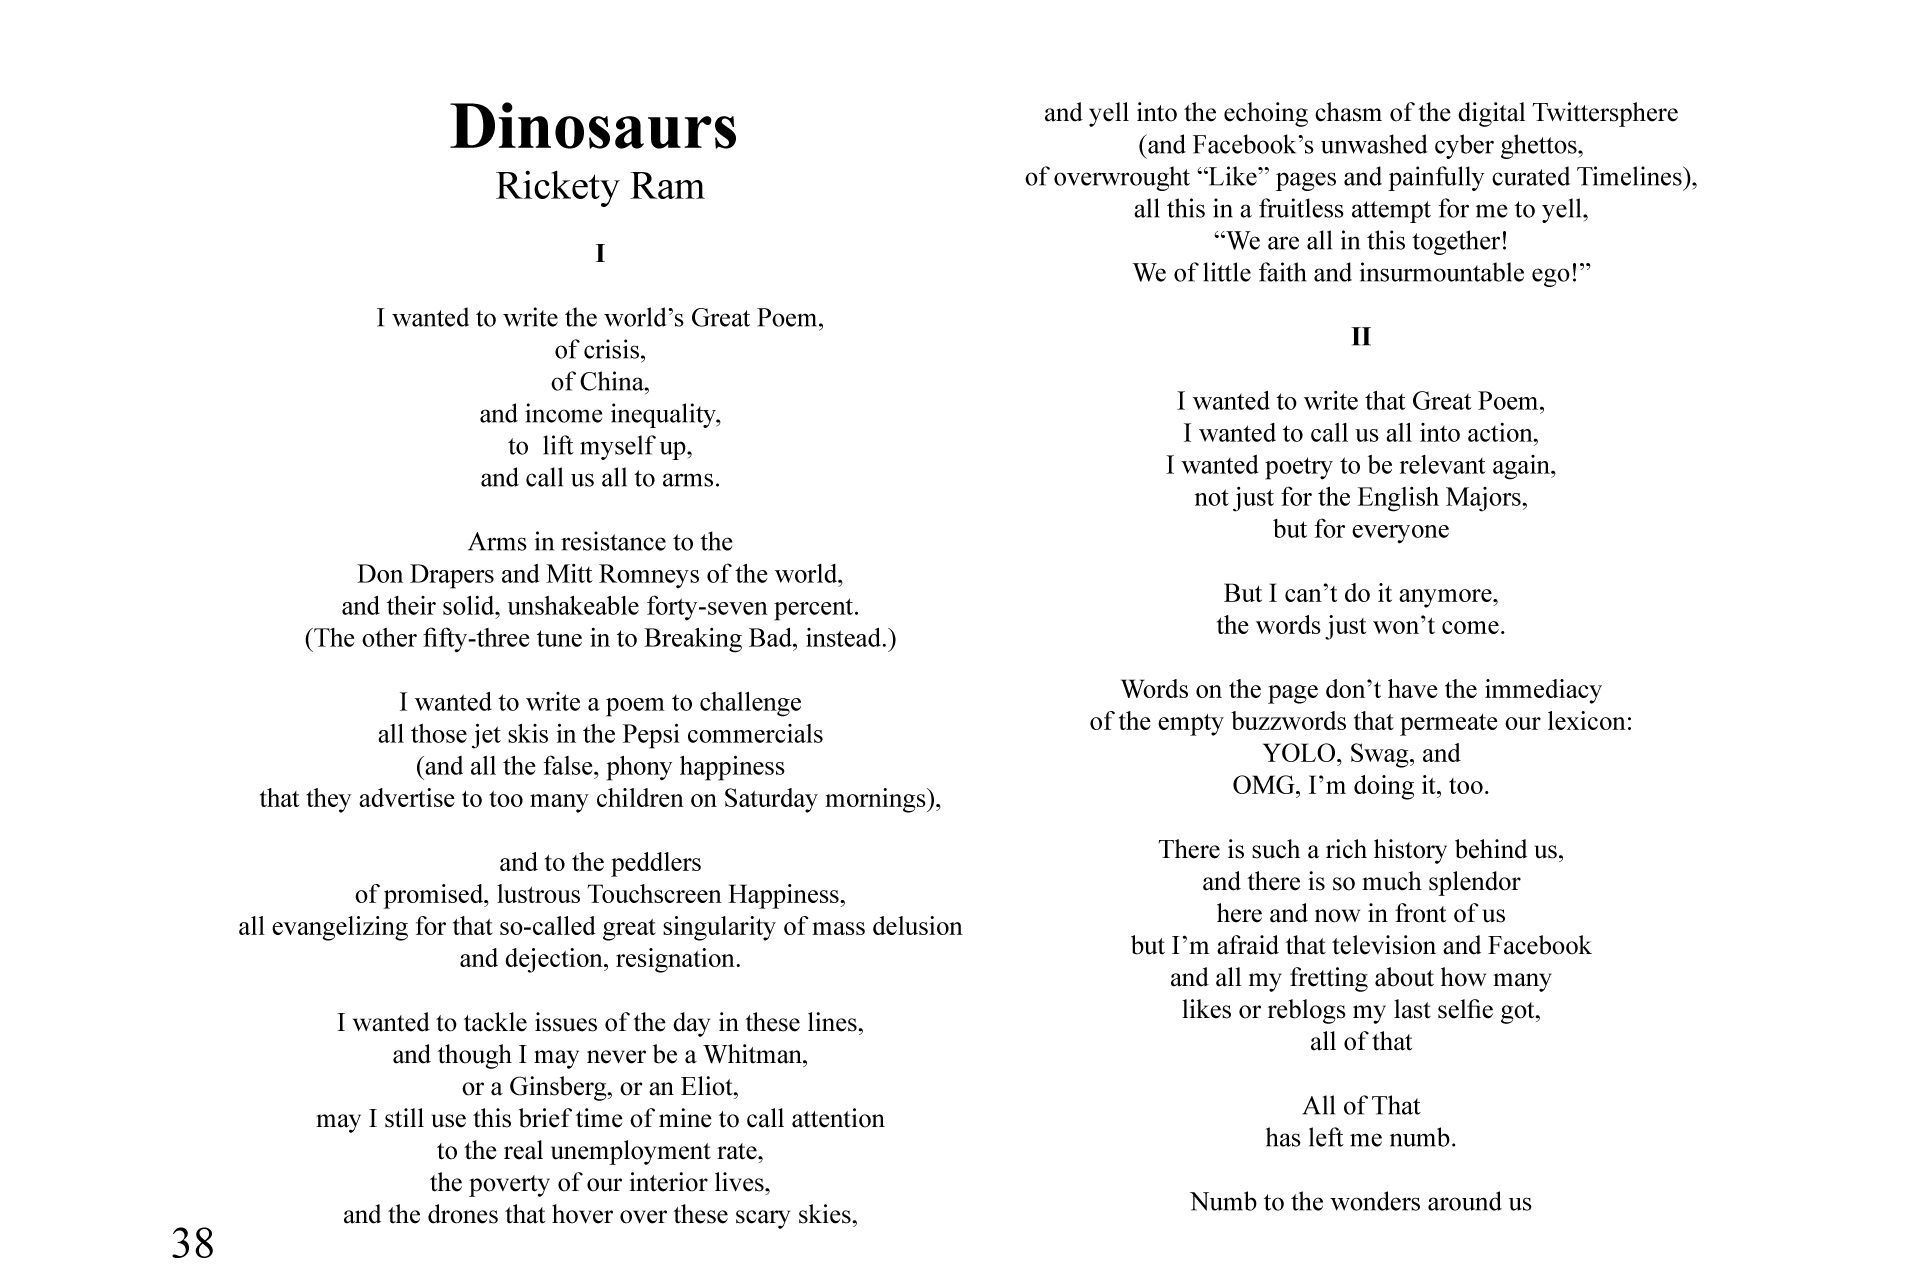 Dinosaurs
Rickety Ram
I
I wanted to write the world’s Great Poem,
of crisis,
of China,
and income inequality,
to  lift myself up,
and call us all to arms.
Arms in resistance to the
Don Drapers and Mitt Romneys of the world,
and their solid, unshakeable forty-seven percent.
(The other fifty-three tune in to Breaking Bad, instead.)
I wanted to write a poem to challenge
all those jet skis in the Pepsi commercials
(and all the false, phony happiness
that they advertise to too many children on Saturday mornings),
and to the peddlers
of promised, lustrous Touchscreen Happiness,
all evangelizing for that so-called great singularity of mass delusion
and dejection, resignation.
I wanted to tackle issues of the day in these lines,
and though I may never be a Whitman,
or a Ginsberg, or an Eliot,
may I still use this brief time of mine to call attention
to the real unemployment rate,
the poverty of our interior lives,
and the drones that hover over these scary skies,
38
and yell into the echoing chasm of the digital Twittersphere
(and Facebook’s unwashed cyber ghettos,
of overwrought “Like” pages and painfully curated Timelines),
all this in a fruitless attempt for me to yell,
“We are all in this together!
We of little faith and insurmountable ego!”
II
I wanted to write that Great Poem,
I wanted to call us all into action,
I wanted poetry to be relevant again,
not just for the English Majors,
but for everyone
But I can’t do it anymore,
the words just won’t come.
Words on the page don’t have the immediacy
of the empty buzzwords that permeate our lexicon:
YOLO, Swag, and
OMG, I’m doing it, too.
There is such a rich history behind us,
and there is so much splendor
here and now in front of us
but I’m afraid that television and Facebook
and all my fretting about how many
likes or reblogs my last selfie got,
all of that
All of That
has left me numb.
Numb to the wonders around us